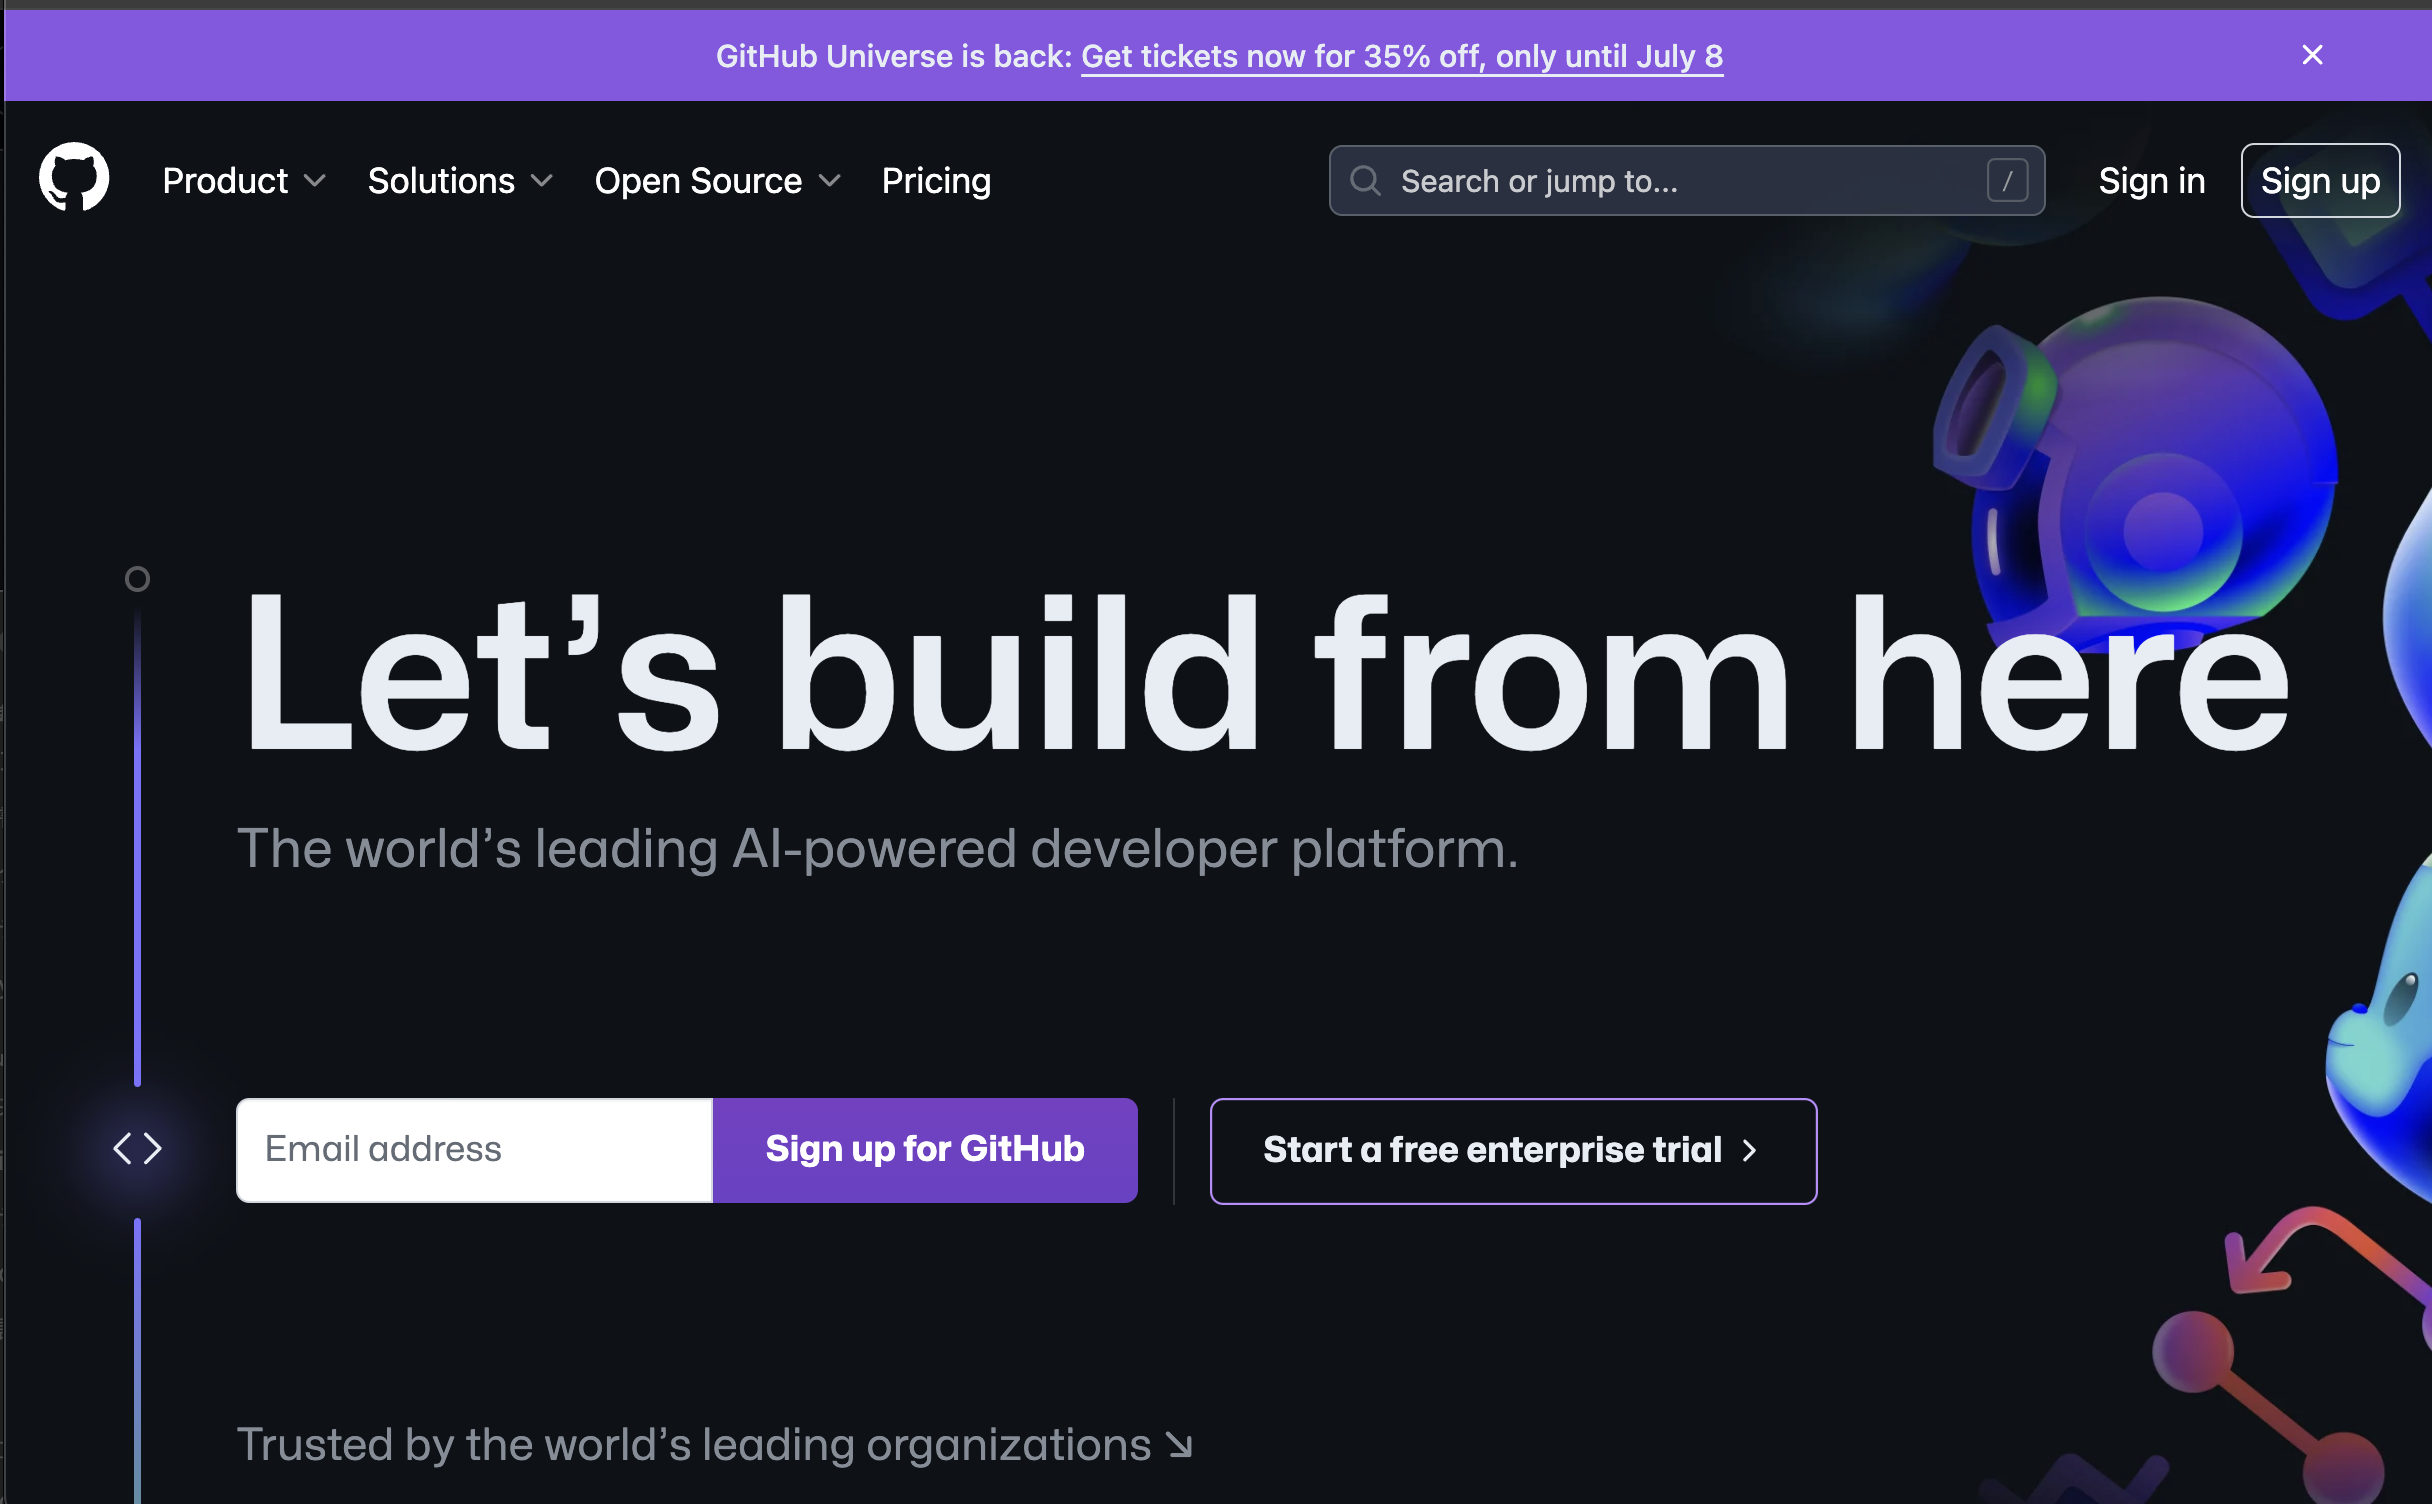 GitHub Universe is back: Get tickets now for 35% off, only until July 8
Product Solutions Open Source Pricing Search or jump to... / Sign in Sign up
Let’s build from here
The world’s leading AI-powered developer platform.
Email address Sign up for GitHub Start a free enterprise trial
Trusted by the world’s leading organizations